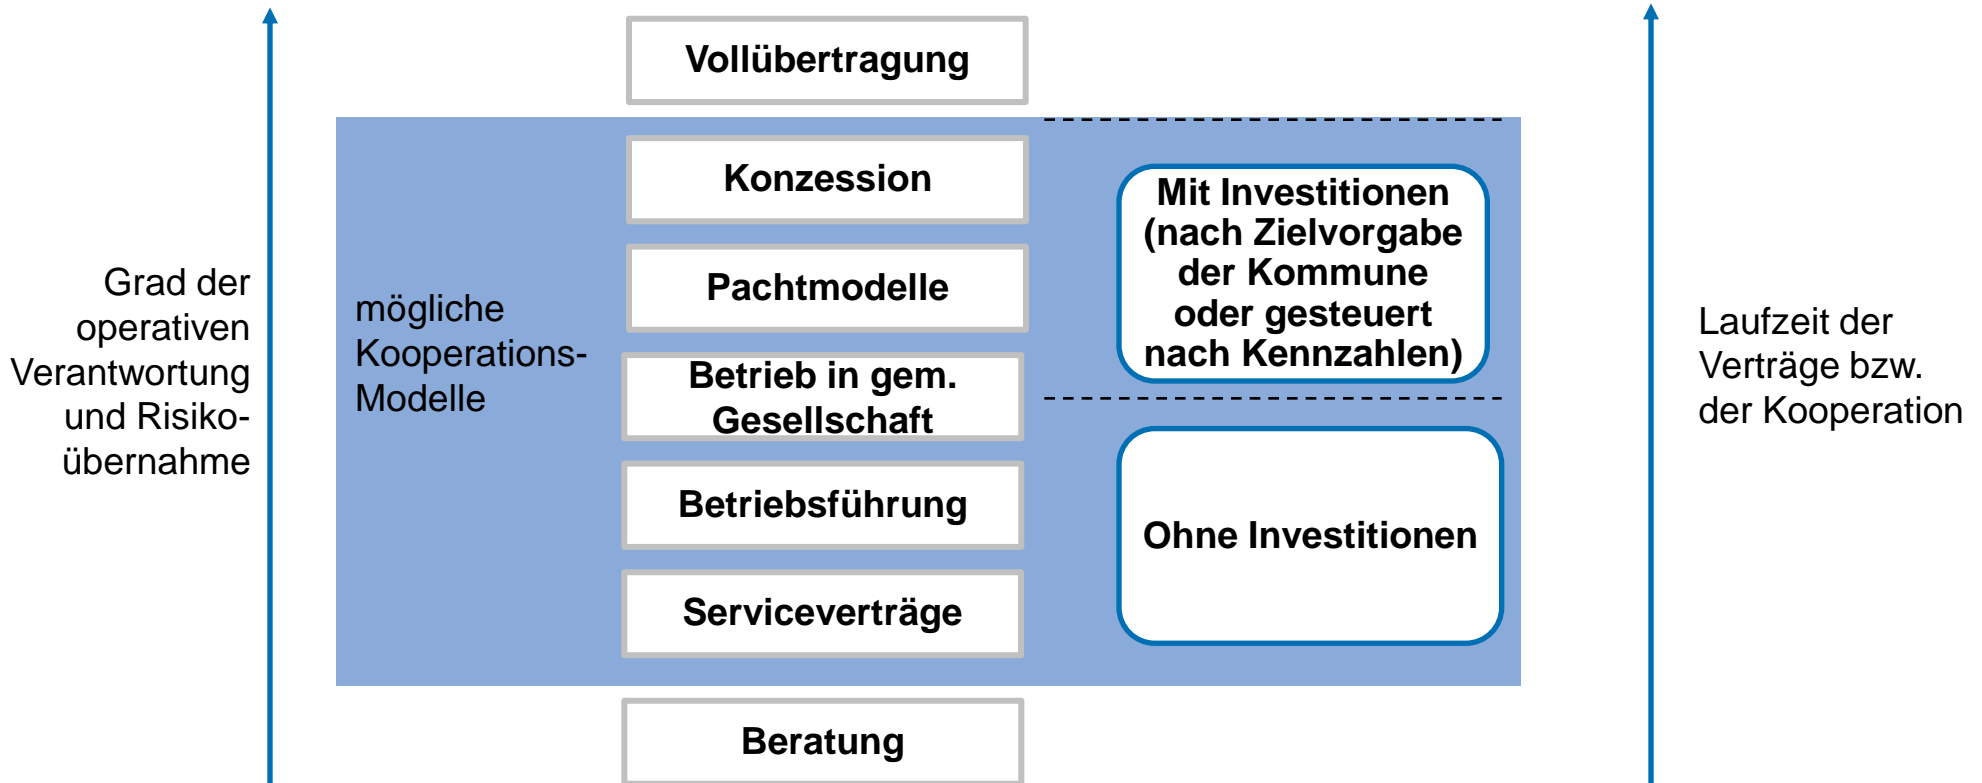 Vollübertragung
Konzession
Pachtmodelle
Betrieb in gem.
Gesellschaft
Betriebsführung
Serviceverträge
Beratung
Grad der
operativen
Verantwortung
und Risiko-
übernahme
mögliche
Kooperations-
Modelle
Mit Investitionen
(nach Zielvorgabe
der Kommune
oder gesteuert
nach Kennzahlen)
Ohne Investitionen
Laufzeit der
Verträge bzw.
der Kooperation